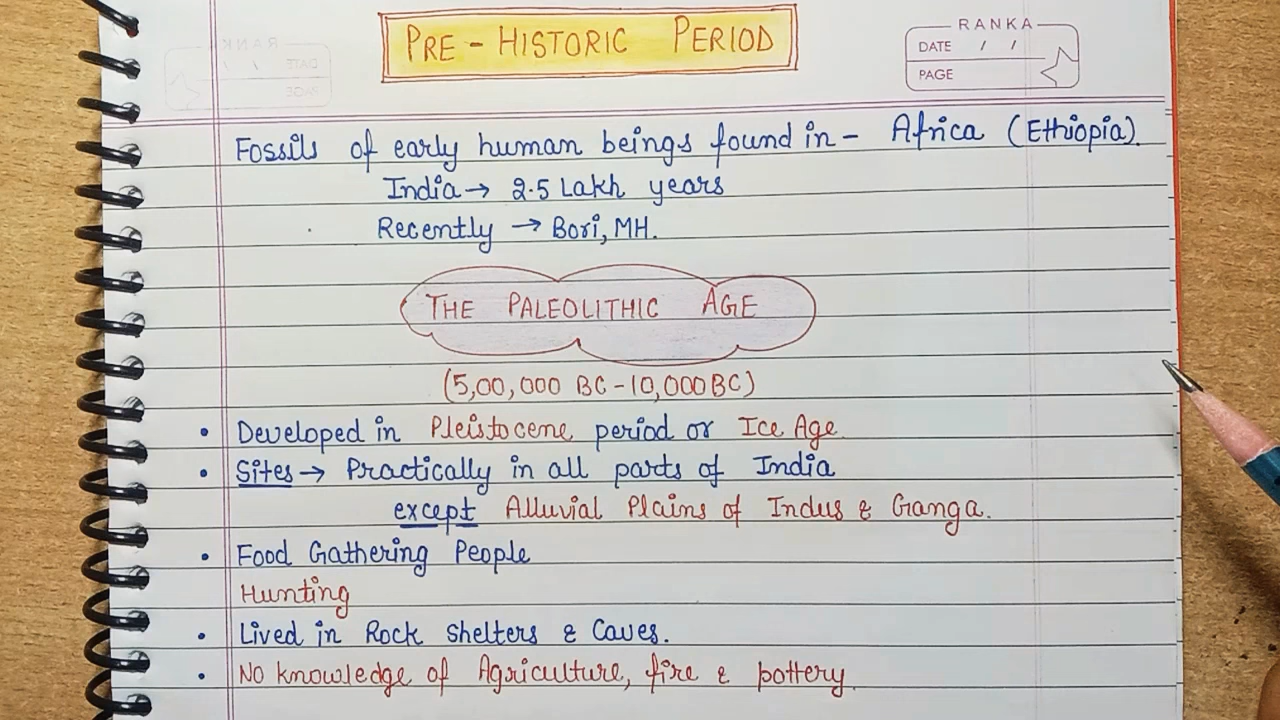 PRE - HISTORIC PERIOD
RANKA
DATE / /
PAGE
Fossils of early human beings found in - Africa (Ethiopia).
India → 2.5 Lakh years
Recently → Bori, MH.
THE PALEOLITHIC AGE
(5,00,000 BC - 10,000 BC)
• Developed in Pleistocene period or Ice Age
• Sites → Practically in all parts of India
except Alluvial Plains of Indus & Ganga.
• Food Gathering People
Hunting
• Lived in Rock shelters & Caves.
• No knowledge of Agriculture, fire & pottery